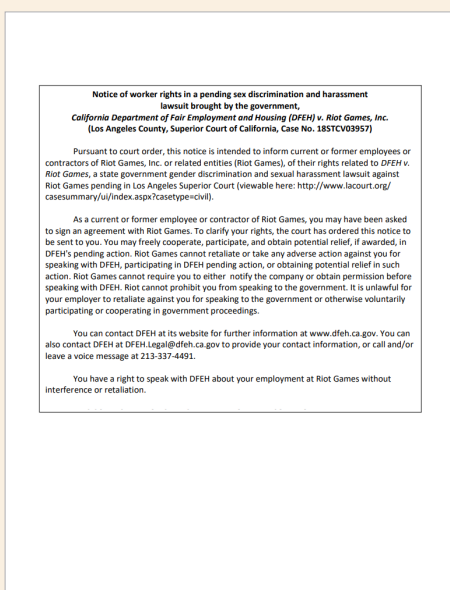 Notice of worker rights in a pending sex discrimination and harassment
lawsuit brought by the government,
California Department of Fair Employment and Housing (DFEH) v. Riot Games, Inc.
(Los Angeles County, Superior Court of California, Case No. 18STCV03957)
Pursuant to court order, this notice is intended to inform current or former employees or
contractors of Riot Games, Inc. or related entities (Riot Games), of their rights related to DFEH v.
Riot Games, a state government gender discrimination and sexual harassment lawsuit against
Riot Games pending in Los Angeles Superior Court (viewable here: http://www.lacourt.org/
casesummary/ui/index.aspx?casetype=civil).
As a current or former employee or contractor of Riot Games, you may have been asked
to sign an agreement with Riot Games. To clarify your rights, the court has ordered this notice to
be sent to you. You may freely cooperate, participate, and obtain potential relief, if awarded, in
DFEH's pending action. Riot Games cannot retaliate or take any adverse action against you for
speaking with DFEH, participating in DFEH pending action, or obtaining potential relief in such
action. Riot Games cannot require you to either notify the company or obtain permission before
speaking with DFEH. Riot cannot prohibit you from speaking to the government. It is unlawful for
your employer to retaliate against you for speaking to the government or otherwise voluntarily
participating or cooperating in government proceedings.
You can contact DFEH at its website for further information at www.dfeh.ca.gov. You can
also contact DFEH at DFEH.Legal@dfeh.ca.gov to provide your contact information, or call and/or
leave a voice message at 213-337-4491.
You have a right to speak with DFEH about your employment at Riot Games without
interference or retaliation.